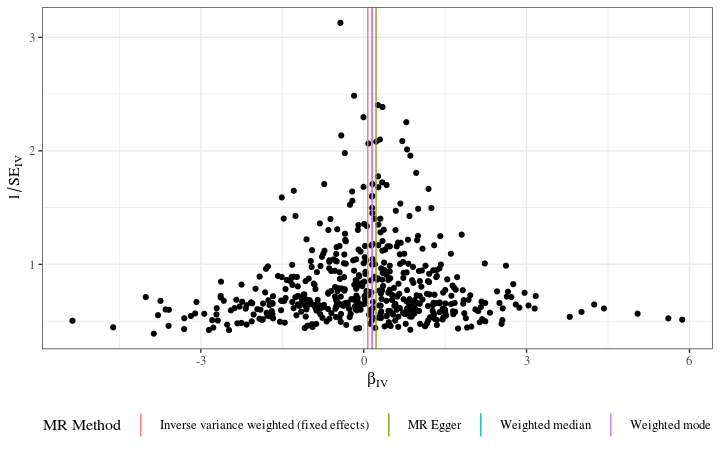 3
2
1
1/SE_IV
-3 0 3 6
β_IV
MR Method Inverse variance weighted (fixed effects) MR Egger Weighted median Weighted mode